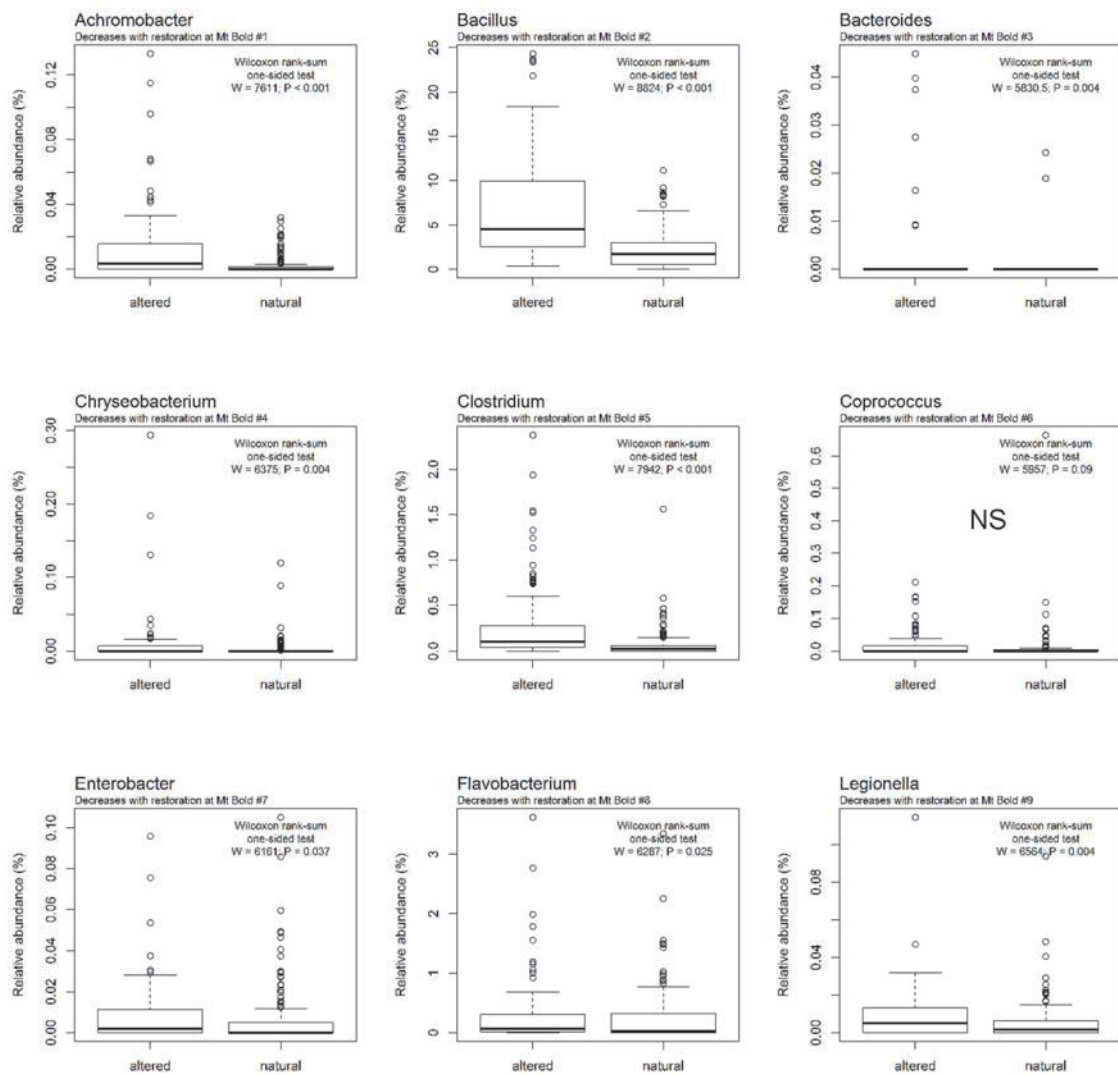 Achromobacter
Decreases with restoration at Mt Bold #1
Relative abundance (%)
0.12
0.08
0.04
0.00
Wilcoxon rank-sum
one-sided test
W = 7611; P < 0.001
altered
natural
Bacillus
Decreases with restoration at Mt Bold #2
Relative abundance (%)
25
20
15
10
5
0
Wilcoxon rank-sum
one-sided test
W = 8824; P < 0.001
altered
natural
Bacteroides
Decreases with restoration at Mt Bold #3
Relative abundance (%)
0.04
0.03
0.02
0.01
0.00
Wilcoxon rank-sum
one-sided test
W = 5830.5; P = 0.004
altered
natural
Chryseobacterium
Decreases with restoration at Mt Bold #4
Relative abundance (%)
0.30
0.20
0.10
0.00
Wilcoxon rank-sum
one-sided test
W = 6375; P = 0.004
altered
natural
Clostridium
Decreases with restoration at Mt Bold #5
Relative abundance (%)
2.0
1.5
1.0
0.5
0.0
Wilcoxon rank-sum
one-sided test
W = 7942; P < 0.001
altered
natural
Coprococcus
Decreases with restoration at Mt Bold #6
Relative abundance (%)
0.6
0.5
0.4
0.3
0.2
0.1
0.0
Wilcoxon rank-sum
one-sided test
W = 5957; P = 0.09
NS
altered
natural
Enterobacter
Decreases with restoration at Mt Bold #7
Relative abundance (%)
0.10
0.08
0.06
0.04
0.02
0.00
Wilcoxon rank-sum
one-sided test
W = 6161; P = 0.037
altered
natural
Flavobacterium
Decreases with restoration at Mt Bold #8
Relative abundance (%)
3
2
1
0
Wilcoxon rank-sum
one-sided test
W = 6287; P = 0.025
altered
natural
Legionella
Decreases with restoration at Mt Bold #9
Relative abundance (%)
0.08
0.04
0.00
Wilcoxon rank-sum
one-sided test
W = 6564; P = 0.004
altered
natural